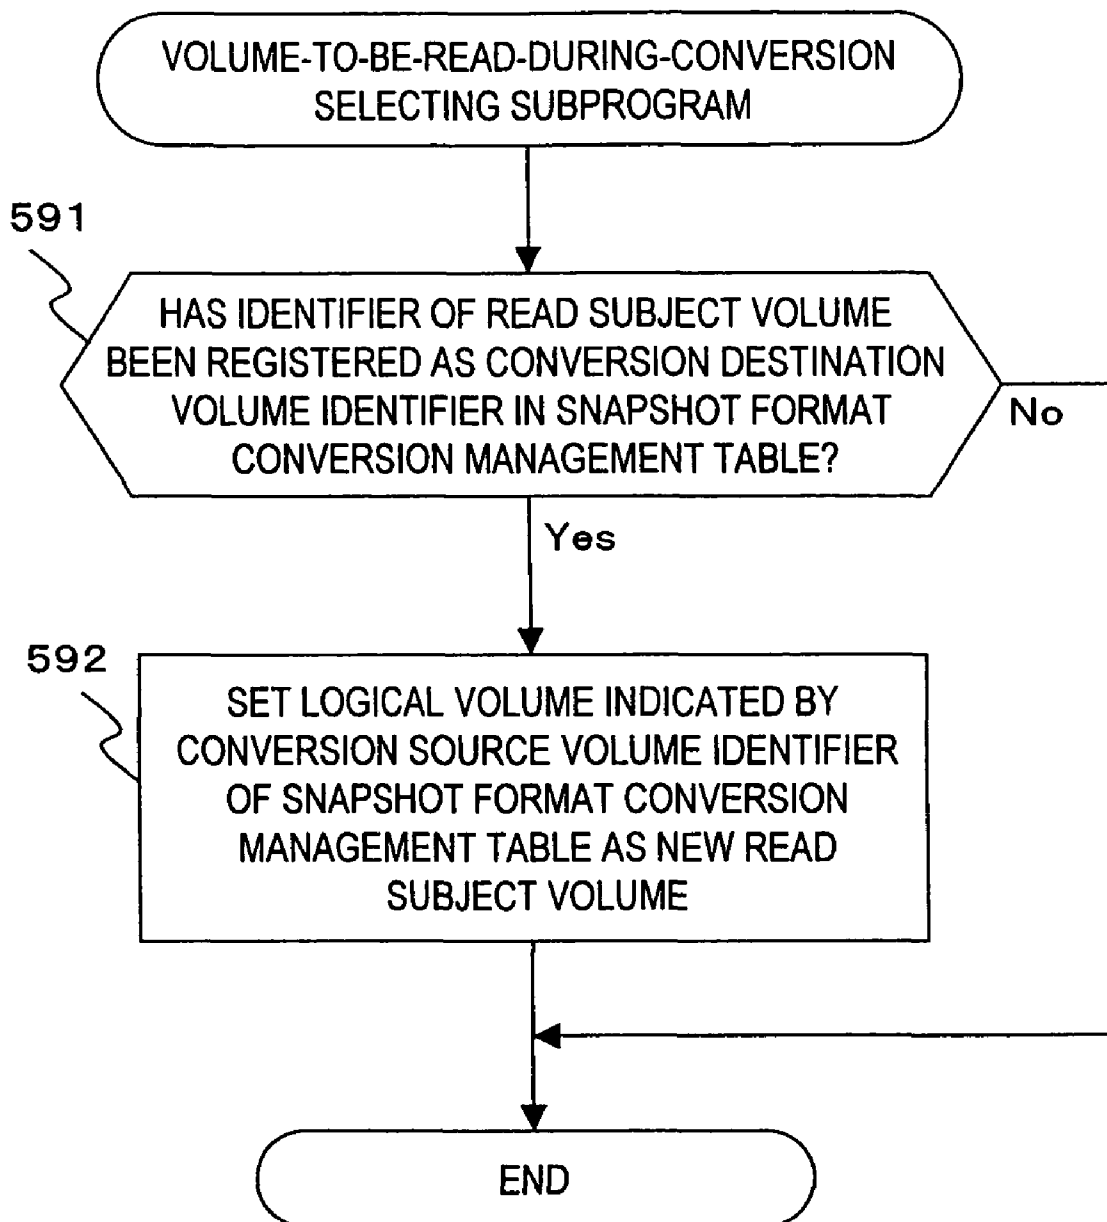 VOLUME-TO-BE-READ-DURING-CONVERSION
SELECTING SUBPROGRAM
591
HAS IDENTIFIER OF READ SUBJECT VOLUME
BEEN REGISTERED AS CONVERSION DESTINATION
VOLUME IDENTIFIER IN SNAPSHOT FORMAT
CONVERSION MANAGEMENT TABLE?
No
Yes
592
SET LOGICAL VOLUME INDICATED BY
CONVERSION SOURCE VOLUME IDENTIFIER
OF SNAPSHOT FORMAT CONVERSION
MANAGEMENT TABLE AS NEW READ
SUBJECT VOLUME
END